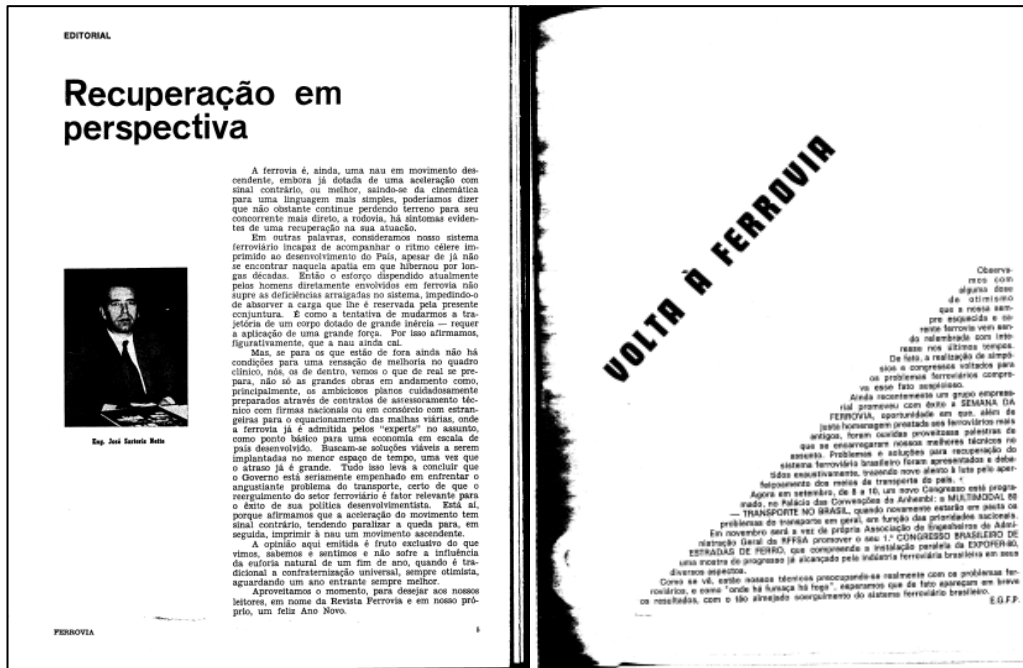 EDITORIAL
Recuperação em
perspectiva
A ferrovia é, ainda, uma nau em movimento des-
cendente, embora já dotada de uma aceleração com
sinal contrário, ou melhor, saindo-se da cinemática
para uma linguagem mais simples, poderíamos dizer
que não obstante continue perdendo terreno para seu
concorrente mais direto, a rodovia, há sintomas eviden-
tes de uma recuperação na sua atuacão.
Em outras palavras, consideramos nosso sistema
ferroviário incapaz de acompanhar o ritmo célere im-
primido ao desenvolvimento do País, apesar de já não
se encontrar naquela apatia em que hibernou por lon-
gas décadas. Então o esforço dispendido atualmente
pelos homens diretamente envolvidos em ferrovia não
supre as deficiências arraigadas no sistema, impedindo-o
de absorver a carga que lhe é reservada pela presente
conjuntura. É como a tentativa de mudarmos a tra-
jetória de um corpo dotado de grande inércia — requer
a aplicação de uma grande força. Por isso afirmamos,
figurativamente, que a nau ainda cai.
Mas, se para os que estão de fora ainda não há
condições para uma sensação de melhoria no quadro
clínico, nós, os de dentro, vemos o que de real se pre-
para, não só as grandes obras em andamento como,
principalmente, os ambiciosos planos cuidadosamente
preparados através de contratos de assessoramento téc-
nico com firmas nacionais ou em consórcio com estran-
geiras para o equacionamento das malhas viárias, onde
a ferrovia já é admitida pelos "experts" no assunto,
como ponto básico para uma economia em escala de
país desenvolvido. Buscam-se soluções viáveis a serem
implantadas no menor espaço de tempo, uma vez que
o atraso já é grande. Tudo isso leva a concluir que
o Governo está seriamente empenhado em enfrentar o
angustiante problema do transporte, certo de que o
reerguimento do setor ferroviário é fator relevante para
o êxito de sua política desenvolvimentista. Está aí,
porque afirmamos que a aceleração do movimento tem
sinal contrário, tendendo paralizar a queda para, em
seguida, imprimir à nau um movimento ascendente.
A opinião aqui emitida é fruto exclusivo do que
vimos, sabemos e sentimos e não sofre a influência
da euforia natural de um fim de ano, quando é tra-
dicional a confraternização universal, sempre otimista,
aguardando um ano entrante sempre melhor.
Aproveitamos o momento, para desejar aos nossos
leitores, em nome da Revista Ferrovia e em nosso pró-
prio, um feliz Ano Novo.
Eng. José Sartorio Netto
FERROVIA
5
VOLTA À FERROVIA
Observa-
mos com
alguma dose
de otimismo
que a nossa sem-
pre esquecida e ca-
rente ferrovia vem sen-
do relembrada com inte-
resse nos últimos tempos.
De fato, a realização de simpó-
sios e congressos voltados para
os problemas ferroviários compro-
va esse fato auspicioso.
Ainda recentemente um grupo empresa-
rial promoveu com êxito a SEMANA DA
FERROVIA, oportunidade em que, além de
justa homenagem prestada aos ferroviários mais
antigos, foram ouvidas proveitosas palestras de
que se encarregaram nossos melhores técnicos no
assunto. Problemas e soluções para recuperação do
sistema ferroviário brasileiro foram apresentados e deba-
tidos exaustivamente, trazendo novo alento à luta pelo aper-
feiçoamento dos meios de transporte do país.
Agora em setembro, de 8 a 10, um novo Congresso está progra-
mado, no Palácio das Convenções do Anhembi: o MULTIMODAL 80
— TRANSPORTE NO BRASIL, quando novamente estarão em pauta os
problemas do transporte em geral, em função das prioridades nacionais.
Em novembro será a vez da própria Associação de Engenheiros da Admi-
nistração Geral da RFFSA promover o seu 1.º CONGRESSO BRASILEIRO DE
ESTRADAS DE FERRO, que compreende a instalação paralela da EXPOFER-80,
uma mostra do progresso já alcançado pela indústria ferroviária brasileira em seus
diversos aspectos.
Como se vê, estão nossos técnicos preocupando-se realmente com os problemas fer-
roviários, e como "onde há fumaça há fogo", esperamos que de fato apareçam em breve
os resultados, com o tão almejado soerguimento do sistema ferroviário brasileiro.
E.G.F.P.